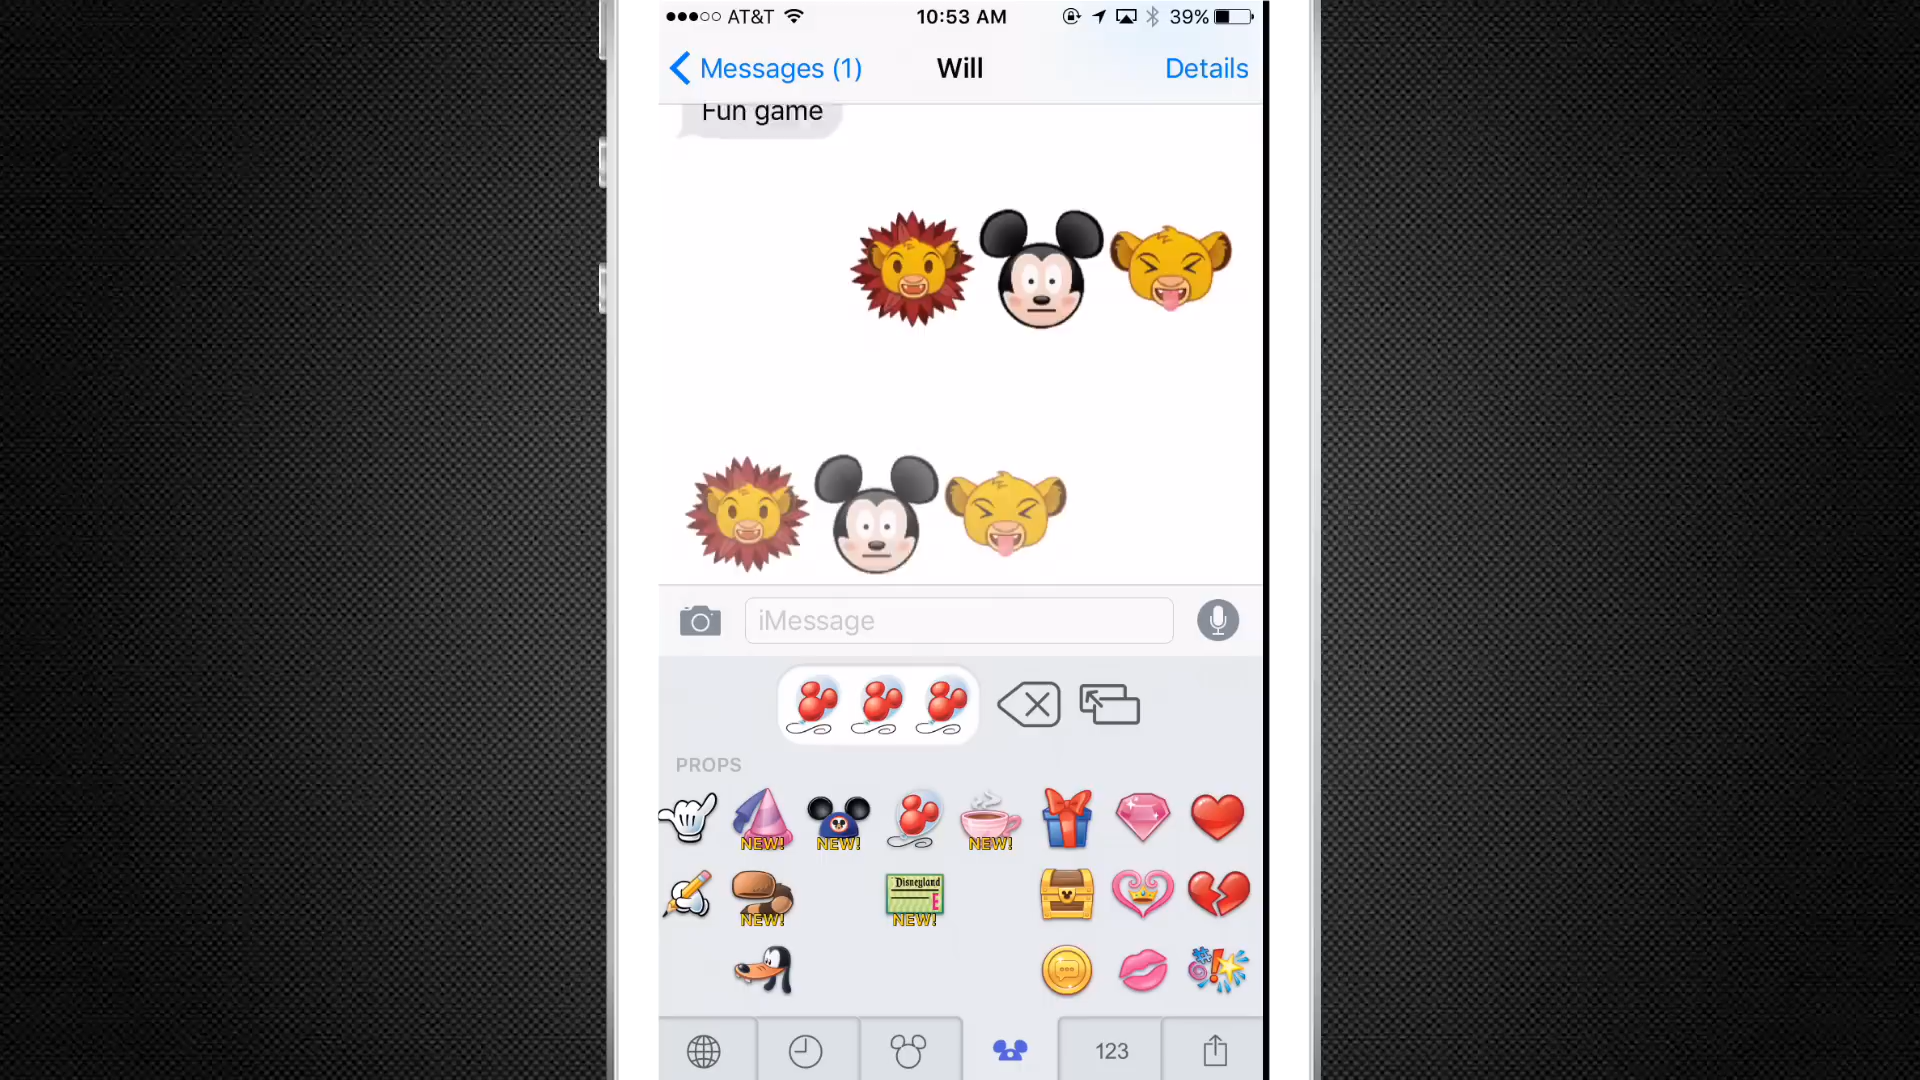 AT&T 10:53 AM 39%
Messages (1) Will Details
Fun game
iMessage
PROPS
NEW! NEW! NEW!
Disneyland
E
NEW! NEW!
123